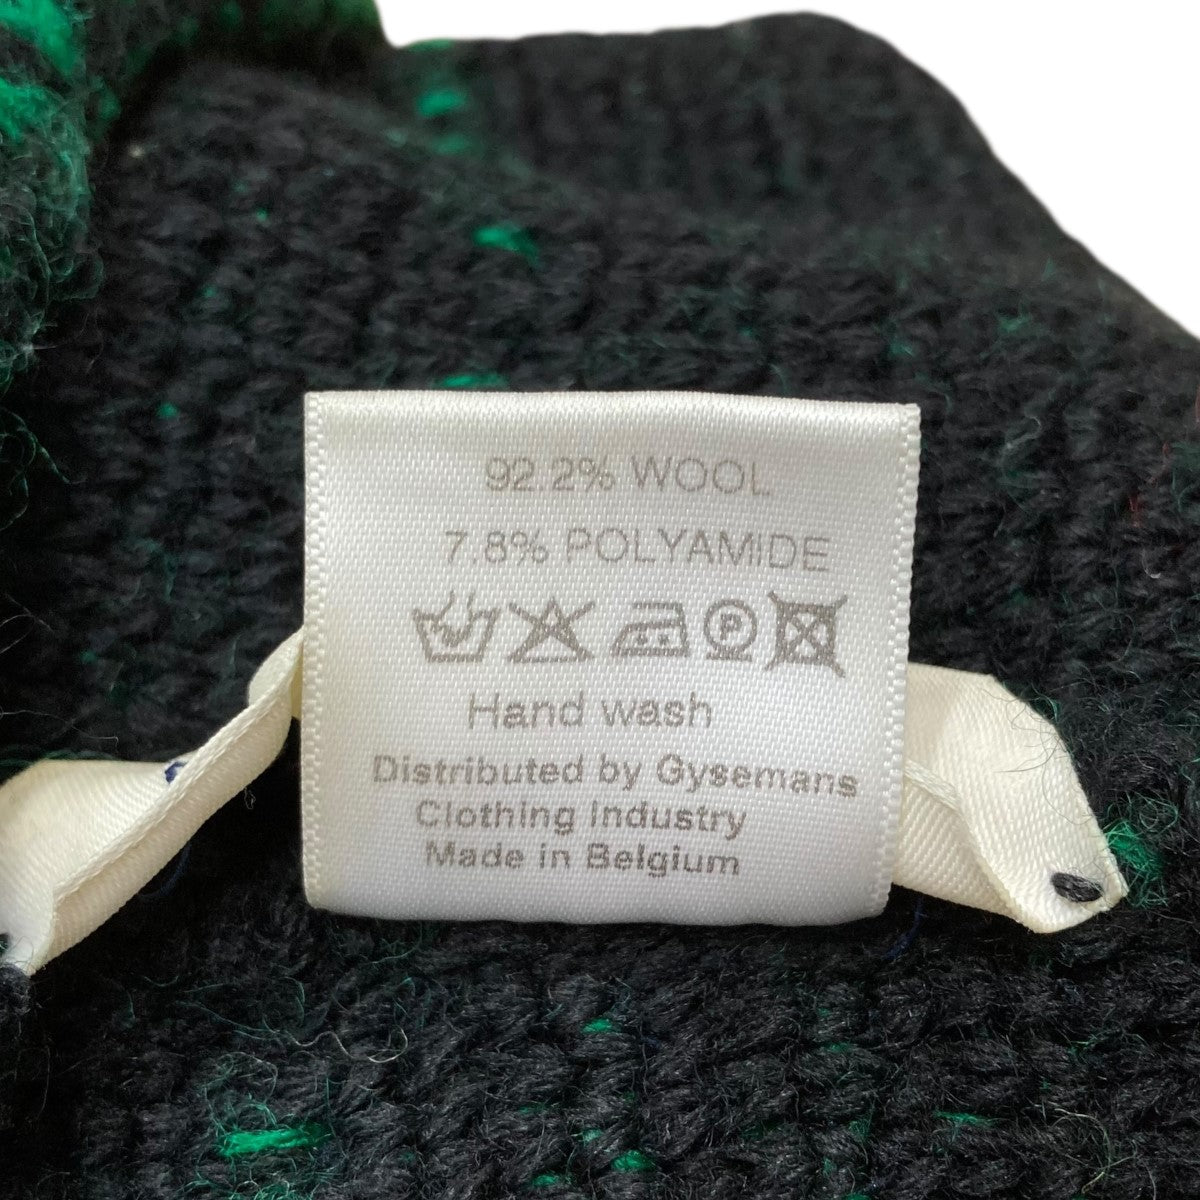 92.2% WOOL
7.8% POLYAMIDE
P
Hand wash
Distributed by Gysemans
Clothing Industry
Made in Belgium